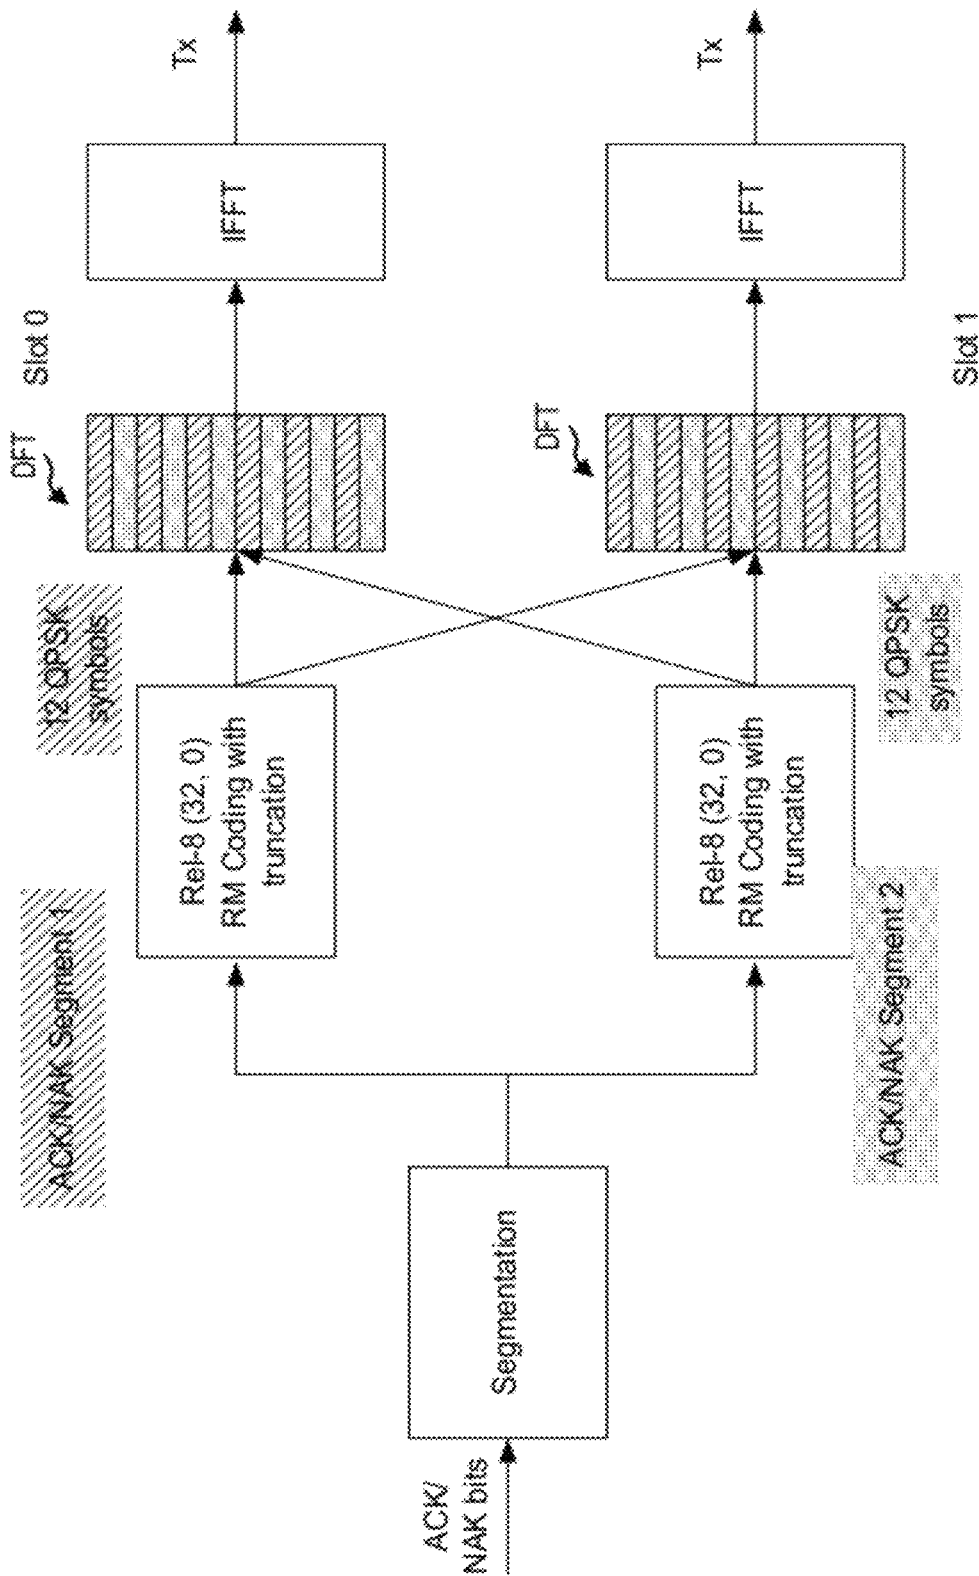 ACK/
NAK bits
Segmentation
ACK/NAK Segment 1
Rel-8 (32, 0)
RM Coding with
truncation
12 QPSK
symbols
DFT
Slot 0
IFFT
Tx
ACK/NAK Segment 2
Rel-8 (32, 0)
RM Coding with
truncation
12 QPSK
symbols
DFT
Slot 1
IFFT
Tx